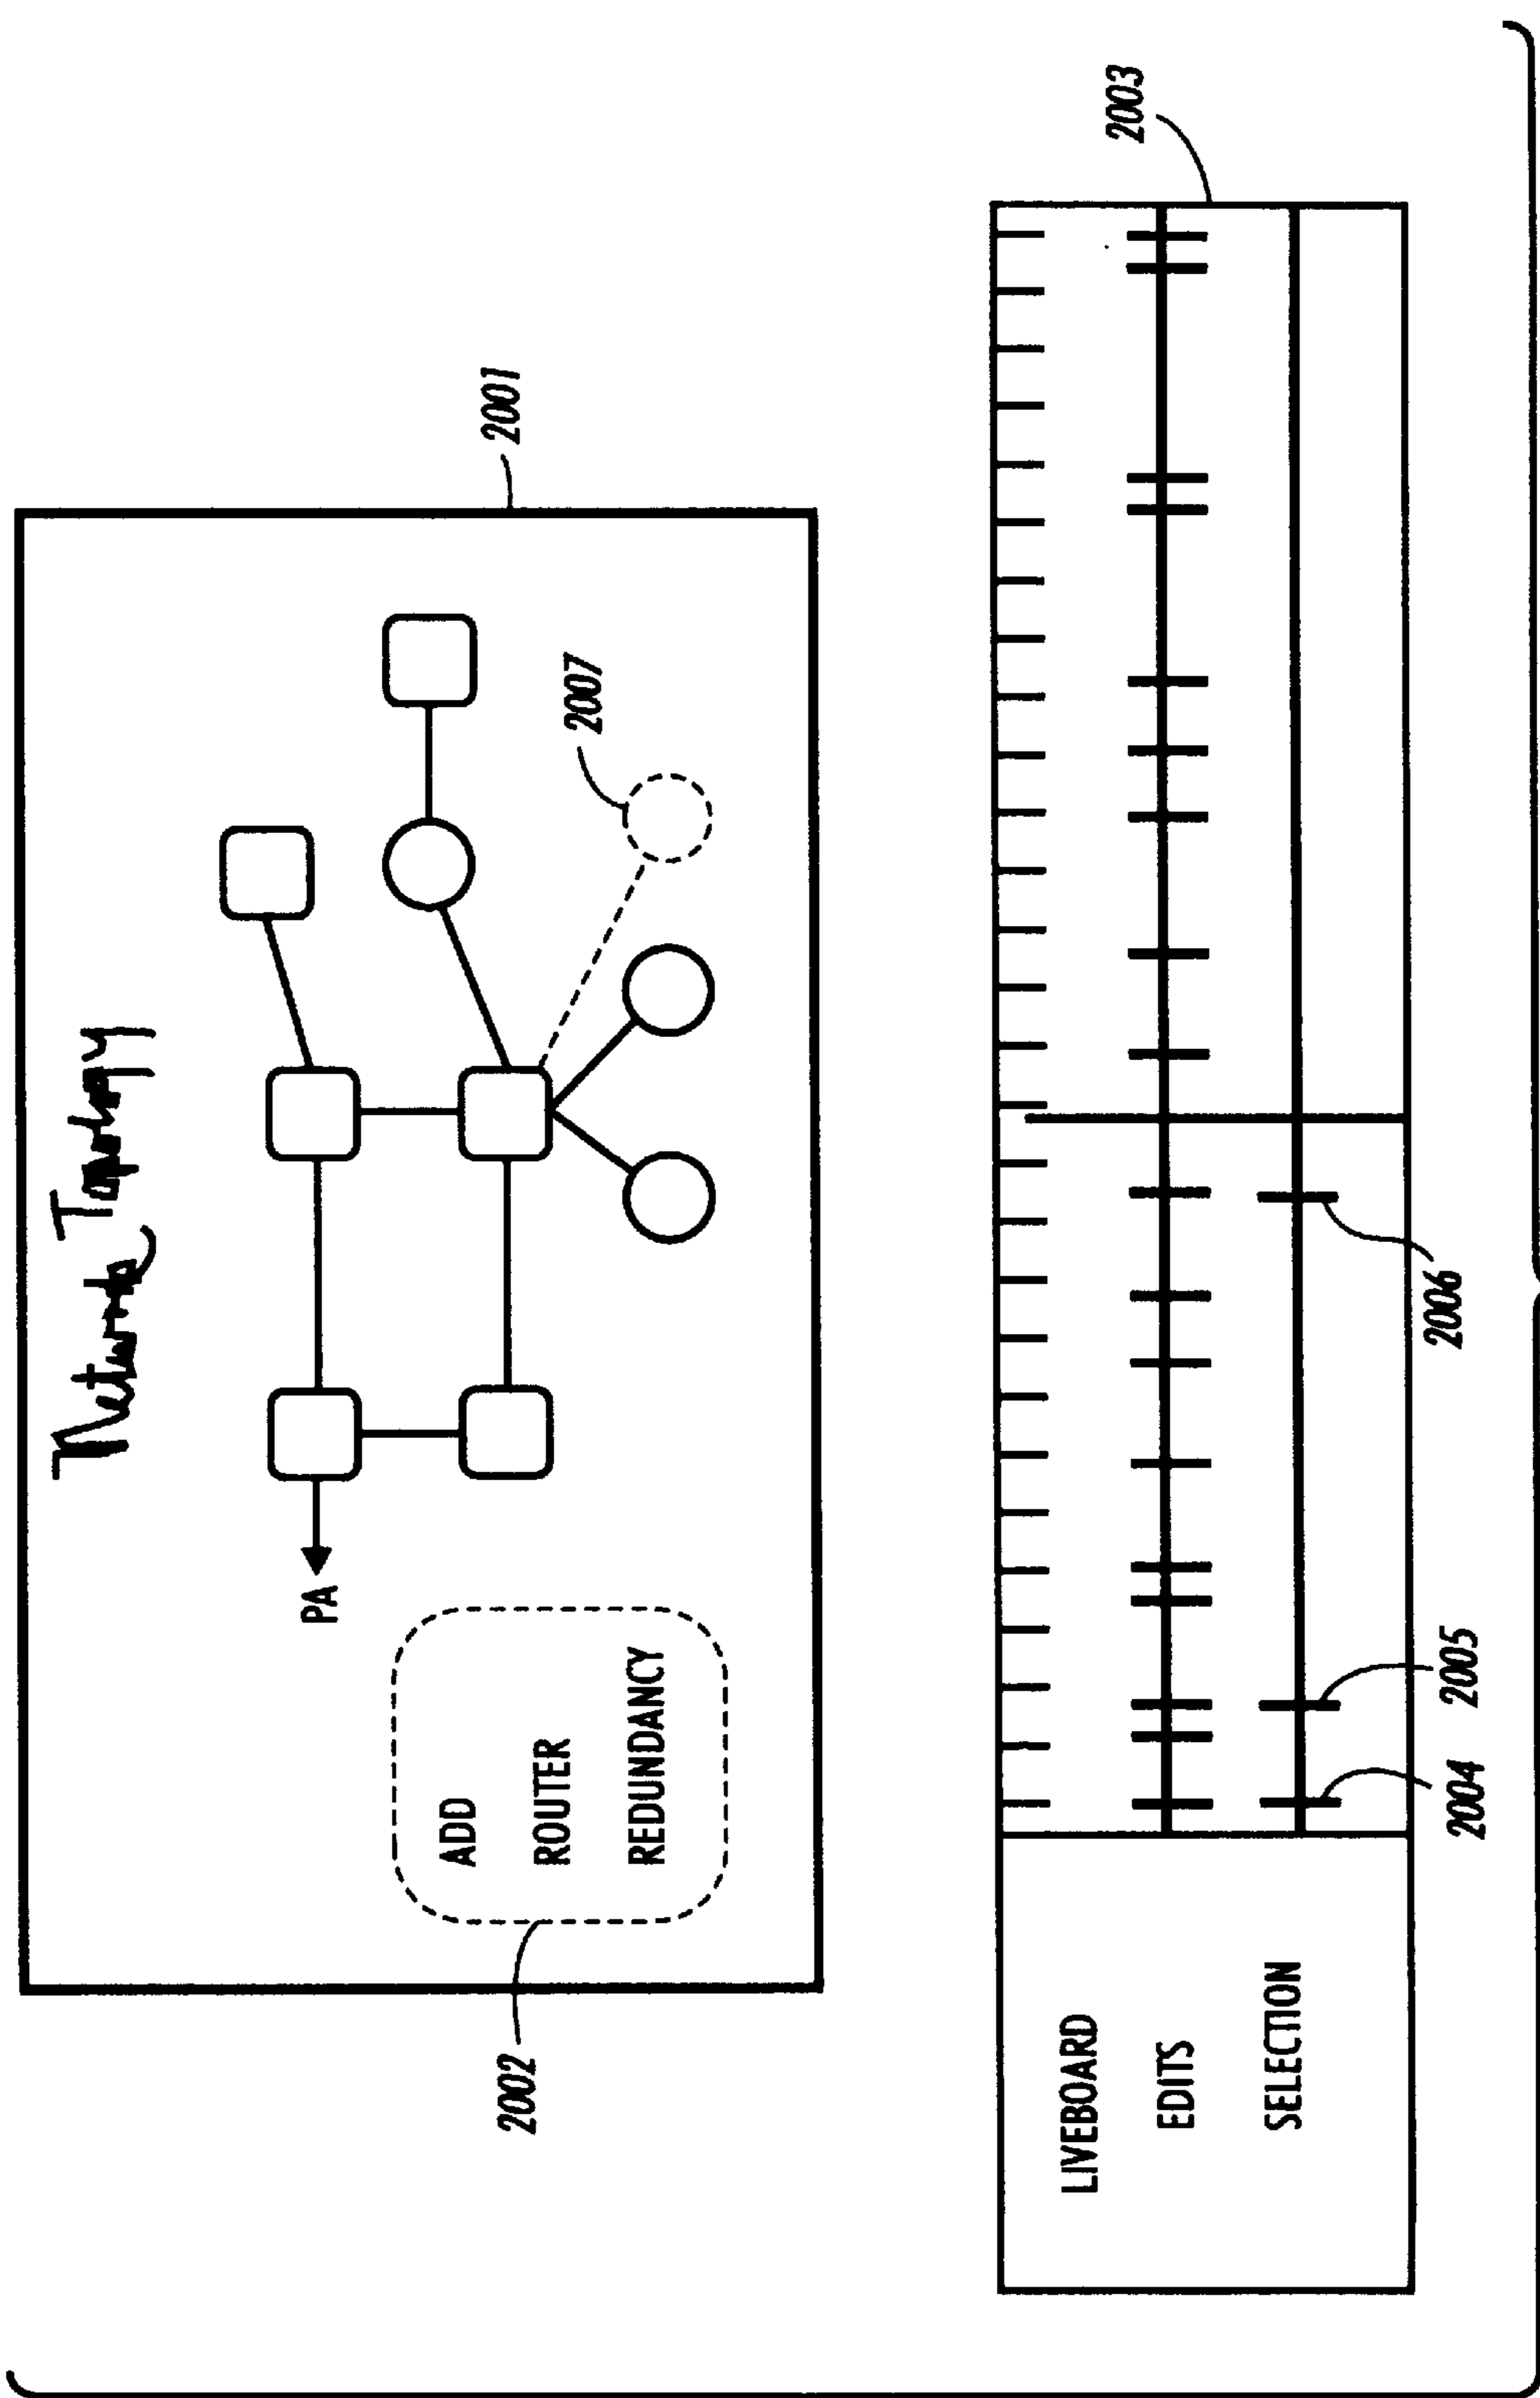 Network Topology
2001
PA
ADD
ROUTER
REDUNDANCY
2002
2007
2003
LIVEBOARD
EDITS
SELECTION
2004
2005
2006